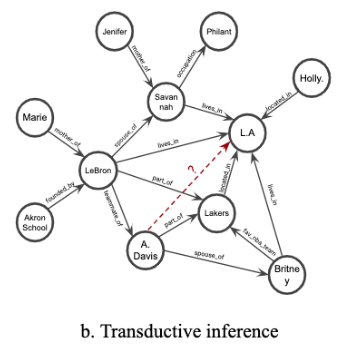 Jenifer
Philant
mother_of
occupation
Savan
nah
Holly.
lives_in
located_in
Marie
L.A
mother_of
spouse_of
lives_in
?
LeBron
part_of
located_in
lives_in
founded_by
Akron
School
teammate_of
Lakers
part_of
A.
Davis
fav_nba_team
spouse_of
Britne
y
b. Transductive inference